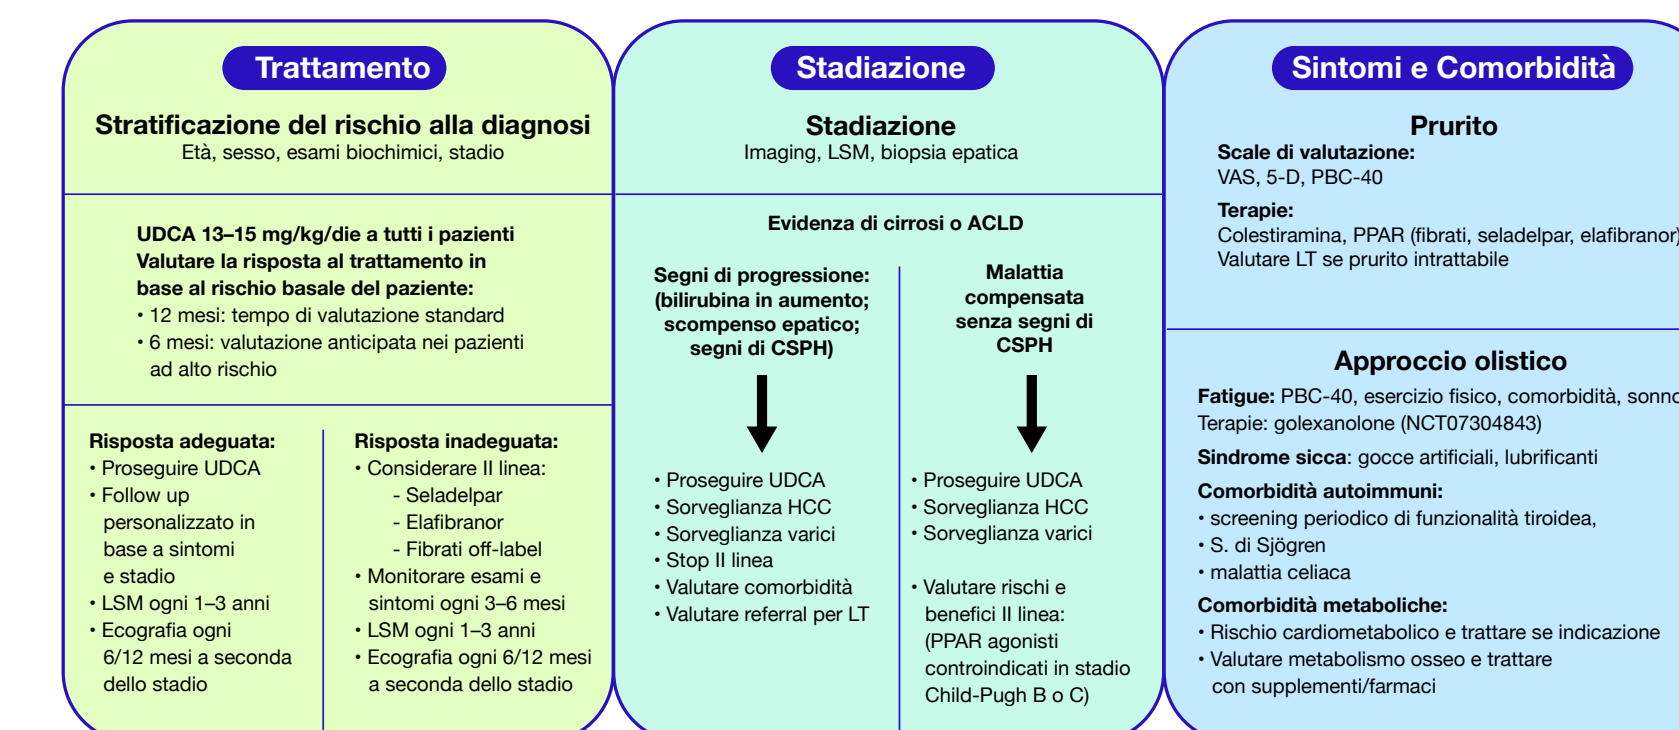 Trattamento
Stratificazione del rischio alla diagnosi
Età, sesso, esami biochimici, stadio
UDCA 13–15 mg/kg/die a tutti i pazienti
Valutare la risposta al trattamento in
base al rischio basale del paziente:
• 12 mesi: tempo di valutazione standard
• 6 mesi: valutazione anticipata nei pazienti
ad alto rischio
Risposta adeguata:
• Proseguire UDCA
• Follow up
personalizzato in
base a sintomi
e stadio
• LSM ogni 1–3 anni
• Ecografia ogni
6/12 mesi a seconda
dello stadio
Risposta inadeguata:
• Considerare II linea:
- Seladelpar
- Elafibranor
- Fibrati off-label
• Monitorare esami e
sintomi ogni 3–6 mesi
• LSM ogni 1–3 anni
• Ecografia ogni 6/12 mesi
a seconda dello stadio
Stadiazione
Stadiazione
Imaging, LSM, biopsia epatica
Evidenza di cirrosi o ACLD
Segni di progressione:
(bilirubina in aumento;
scompenso epatico;
segni di CSPH)
• Proseguire UDCA
• Sorveglianza HCC
• Sorveglianza varici
• Stop II linea
• Valutare comorbidità
• Valutare referral per LT
Malattia
compensata
senza segni di
CSPH
• Proseguire UDCA
• Sorveglianza HCC
• Sorveglianza varici
• Valutare rischi e
benefici II linea:
(PPAR agonisti
controindicati in stadio
Child-Pugh B o C)
Sintomi e Comorbidità
Prurito
Scale di valutazione:
VAS, 5-D, PBC-40
Terapie:
Colestiramina, PPAR (fibrati, seladelpar, elafibranor)
Valutare LT se prurito intrattabile
Approccio olistico
Fatigue: PBC-40, esercizio fisico, comorbidità, sonno
Terapie: golexanolone (NCT07304843)
Sindrome sicca: gocce artificiali, lubrificanti
Comorbidità autoimmuni:
• screening periodico di funzionalità tiroidea,
• S. di Sjögren
• malattia celiaca
Comorbidità metaboliche:
• Rischio cardiometabolico e trattare se indicazione
• Valutare metabolismo osseo e trattare
con supplementi/farmaci